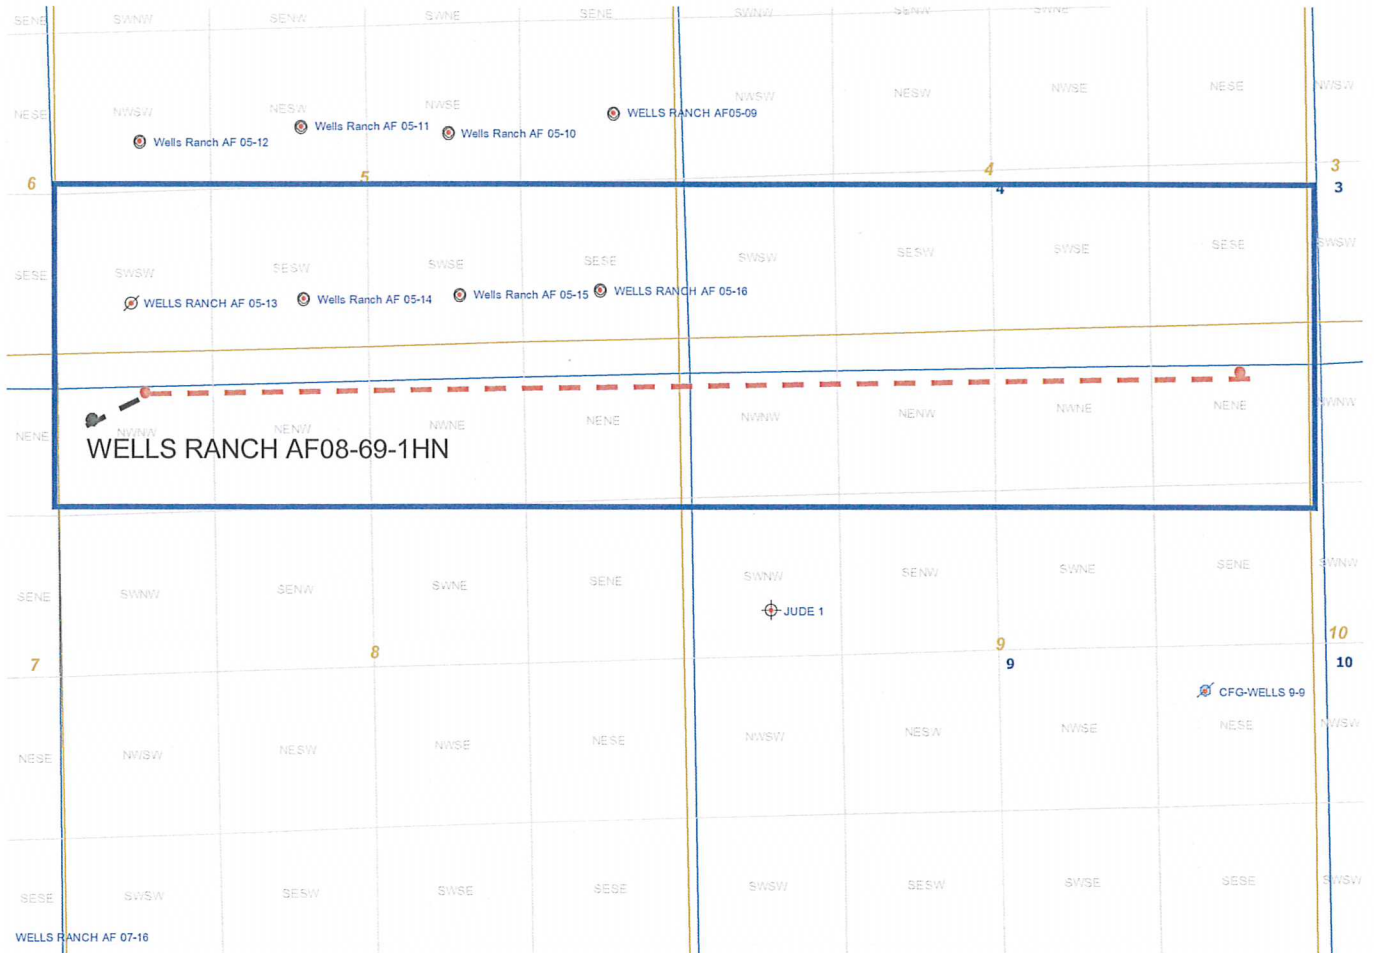 SENE SWNW SENW SWNE SENE SWNW SENW SWNE
NESE NWSW NESW NWSE WELLS RANCH AF05-09 NWSW NESW NWSE NESE NWSW
Wells Ranch AF 05-12 Wells Ranch AF 05-11 Wells Ranch AF 05-10
6 5 4 3
4 3
SESE SWSW SESW SWSE SESE SWSW SESW SWSE SESE SWSW
WELLS RANCH AF 05-13 Wells Ranch AF 05-14 Wells Ranch AF 05-15 WELLS RANCH AF 05-16
NENE NWNW NENW NWNE NENE NWNW NENW NWNE NENE NWNW
WELLS RANCH AF08-69-1HN
SENE SWNW SENW SWNE SENE SWNW SENW SWNE SENE SWNW
JUDE 1
7 8 9 10
9 10
CFG-WELLS 9-9
NESE NWSW NESW NWSE NESE NWSW NESW NWSE NESE NWSW
SESE SWSW SESW SWSE SESE SWSW SESW SWSE SESE SWSW
WELLS RANCH AF 07-16